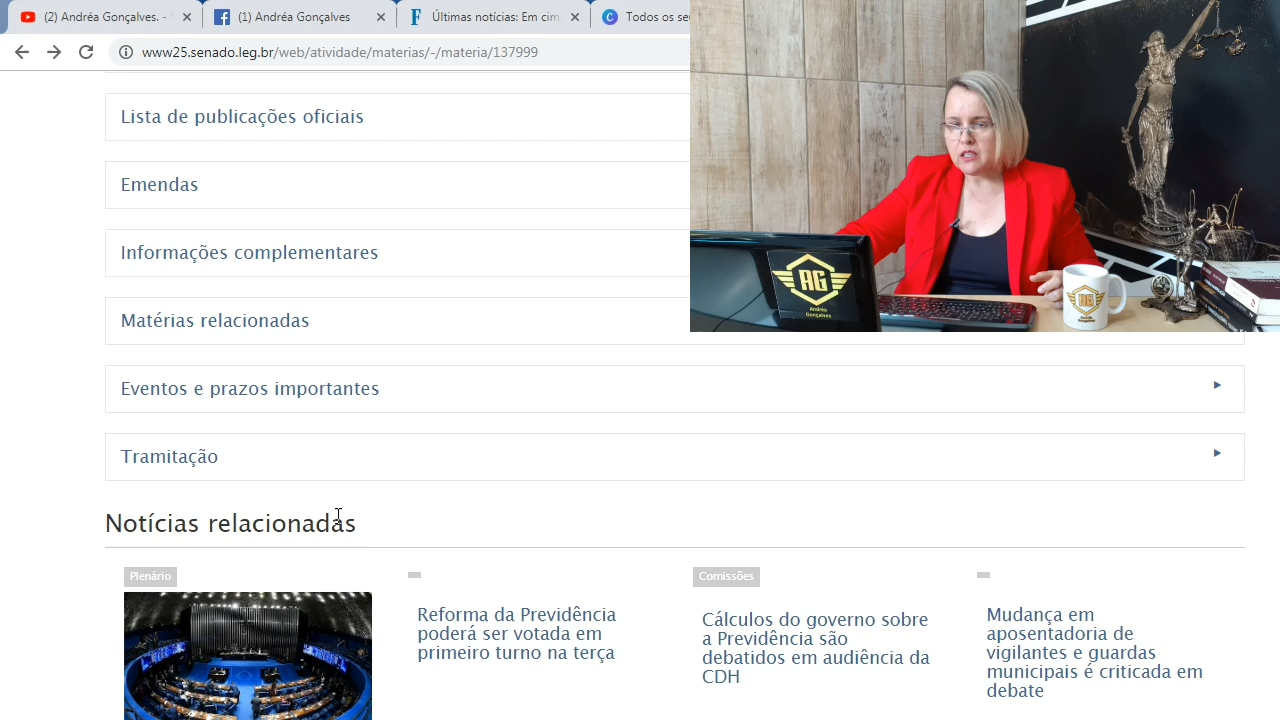 (2) Andréa Gonçalves. -
(1) Andréa Gonçalves
Últimas notícias: Em cim
Todos os se
www25.senado.leg.br/web/atividade/materias/-/materia/137999
Lista de publicações oficiais
Emendas
Informações complementares
Matérias relacionadas
Eventos e prazos importantes
Tramitação
Notícias relacionadas
Plenário
Comissões
Reforma da Previdência
poderá ser votada em
primeiro turno na terça
Cálculos do governo sobre
a Previdência são
debatidos em audiência da
CDH
Mudança em
aposentadoria de
vigilantes e guardas
municipais é criticada em
debate
AG
Andréa
Gonçalves
AG